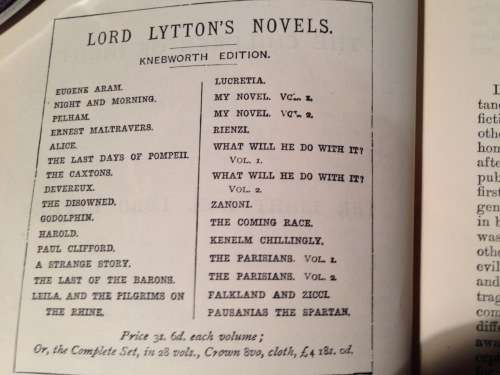 LORD LYTTON'S NOVELS.
KNEBWORTH EDITION.
EUGENE ARAM.
NIGHT AND MORNING.
PELHAM.
ERNEST MALTRAVERS.
ALICE.
THE LAST DAYS OF POMPEII.
THE CAXTONS.
DEVEREUX.
THE DISOWNED.
GODOLPHIN.
HAROLD.
PAUL CLIFFORD.
A STRANGE STORY.
THE LAST OF THE BARONS.
LEILA, AND THE PILGRIMS ON
THE RHINE.
LUCRETIA.
MY NOVEL. VOL. 1.
MY NOVEL. VOL. 2.
RIENZI.
WHAT WILL HE DO WITH IT?
VOL. 1.
WHAT WILL HE DO WITH IT?
VOL. 2.
ZANONI.
THE COMING RACE.
KENELM CHILLINGLY.
THE PARISIANS. VOL. 1.
THE PARISIANS. VOL. 2.
FALKLAND AND ZICCI.
PAUSANIAS THE SPARTAN.
Price 3s. 6d. each volume;
Or, the Complete Set, in 28 vols., Crown 8vo, cloth, £4 18s. 0d.